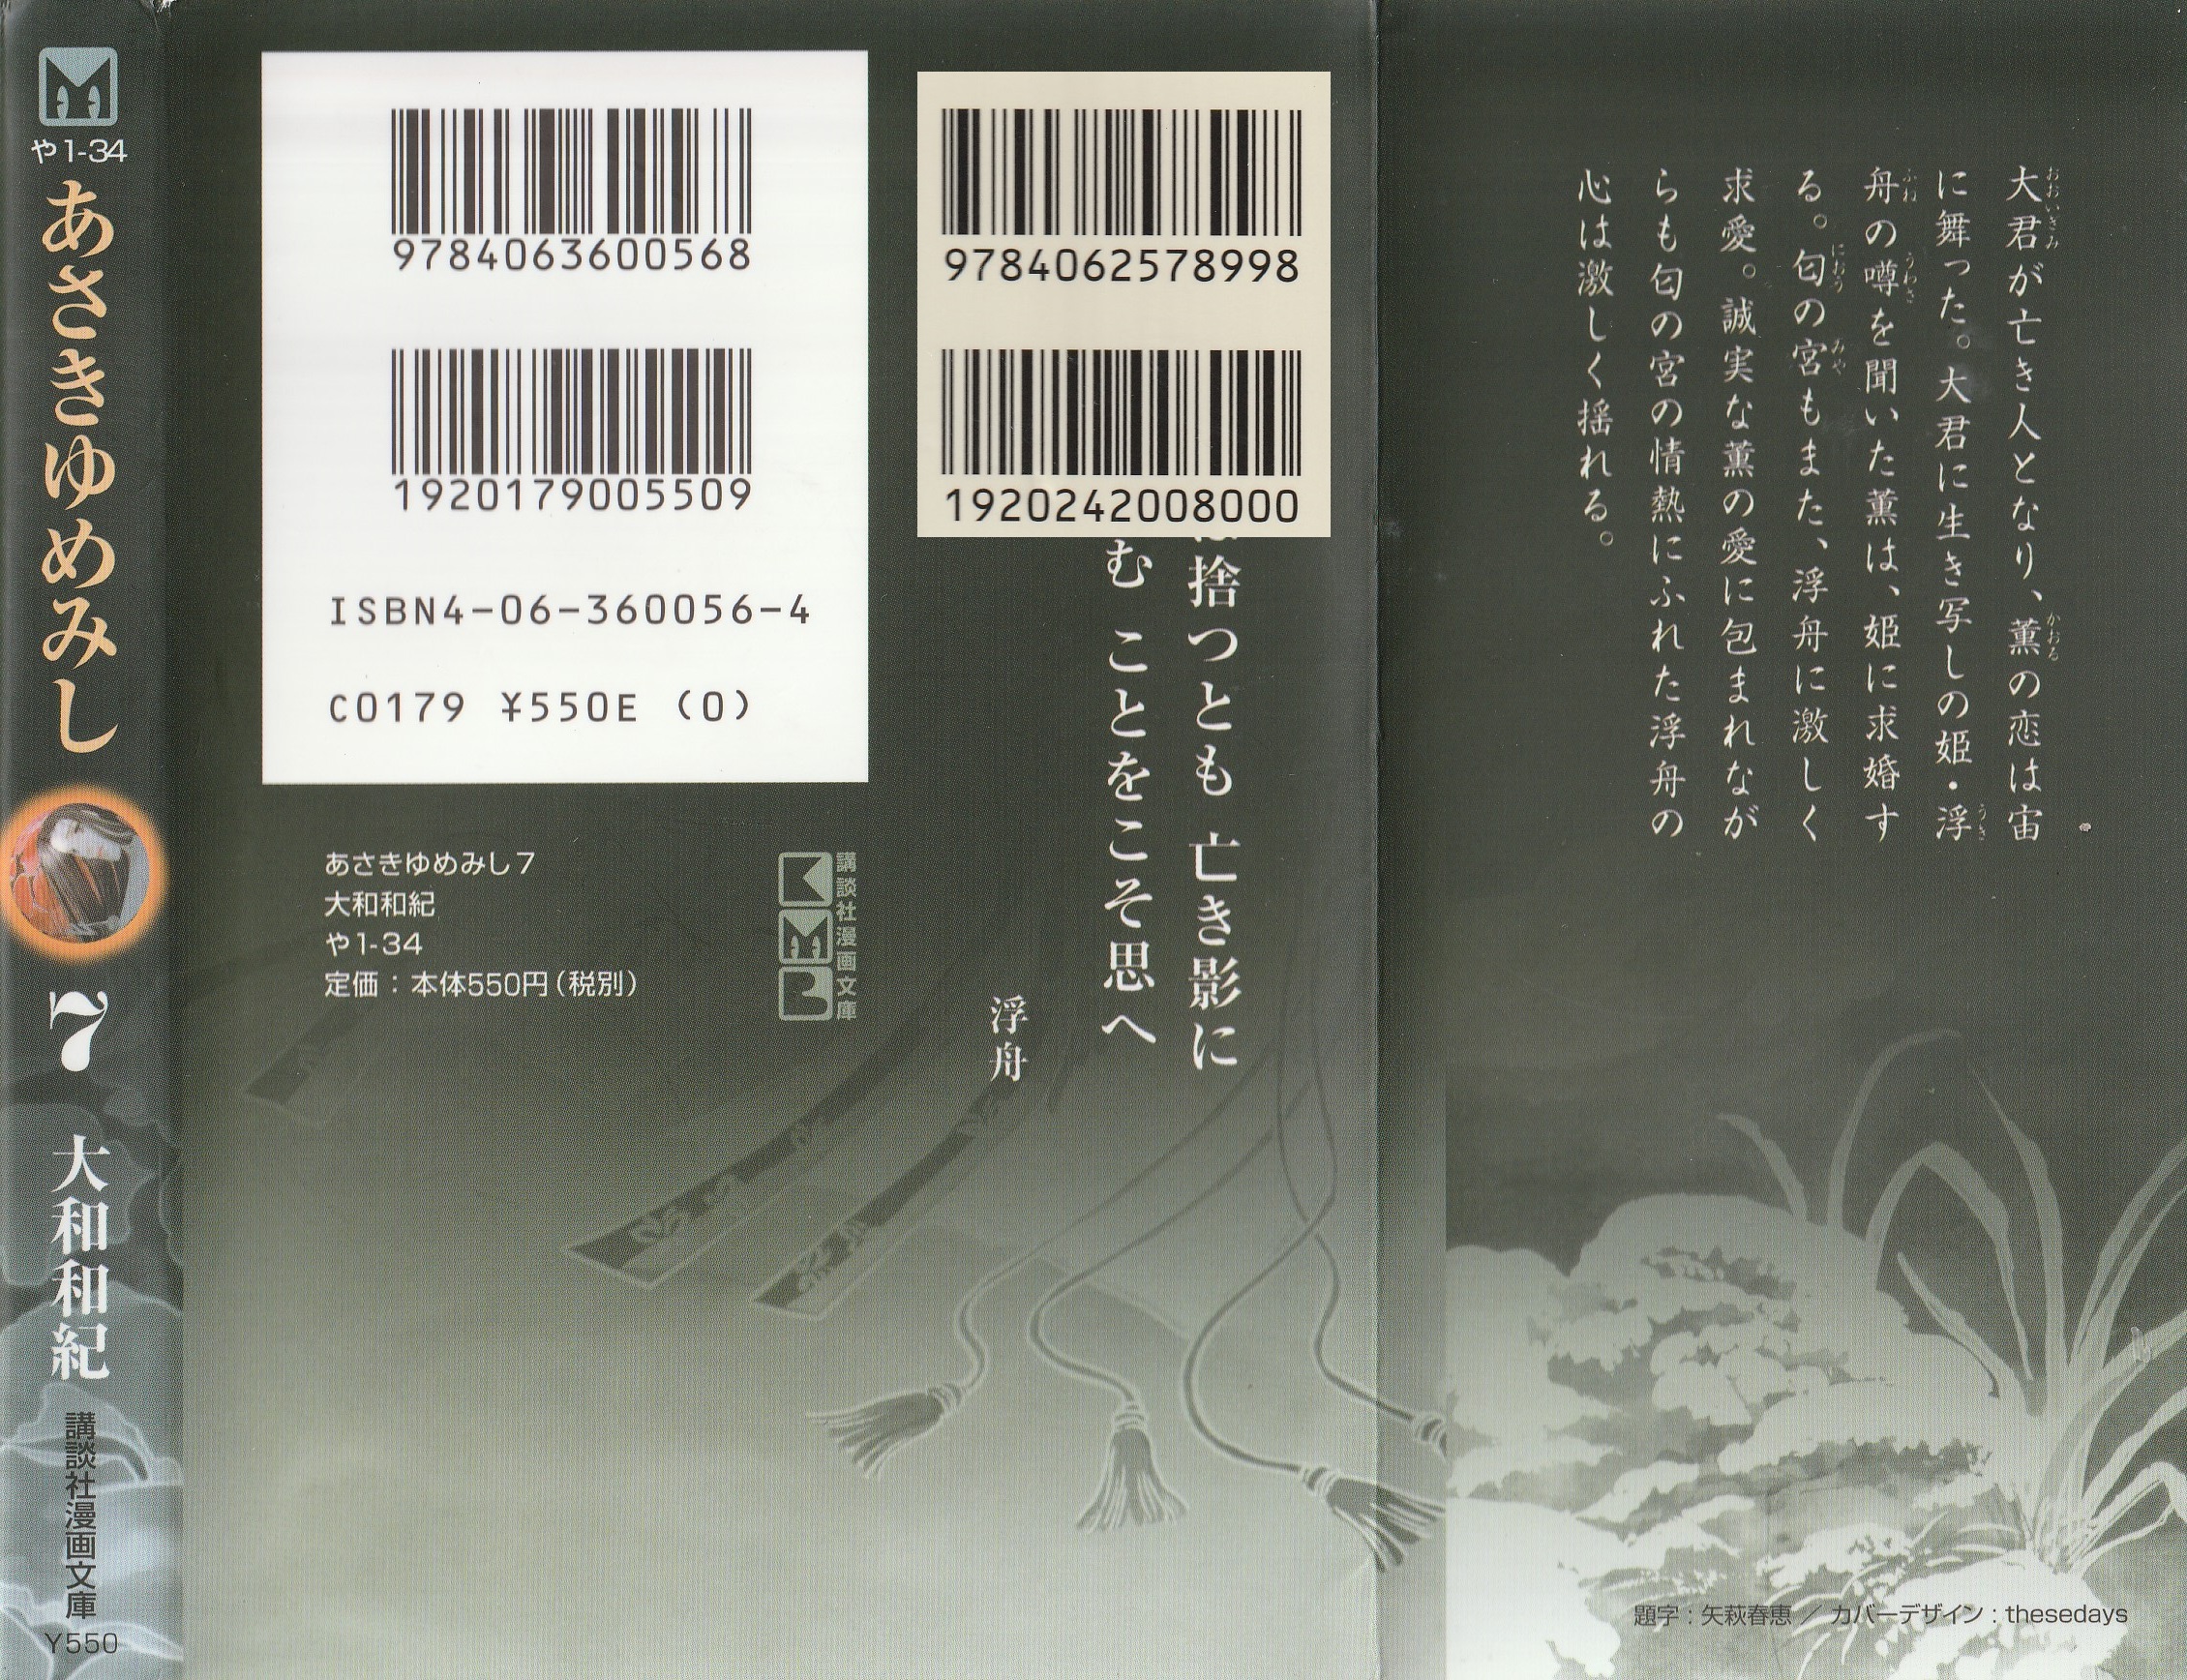 や1-34
あさきゆめみし
7
大和和紀
講談社漫画文庫
Y550
9784063600568
1920179005509
ISBN4-06-360056-4
C0179 ¥550E (0)
あさきゆめみし7
大和和紀
や1-34
定価：本体550円（税別）
KMB
講談社漫画文庫
9784062578998
1920242008000
捨つとも 亡き影に
む ことをこそ思へ
浮舟
大君が亡き人となり、薫の恋は宙
に舞った。大君に生き写しの姫・浮
舟の噂を聞いた薫は、姫に求婚す
る。匂の宮もまた、浮舟に激しく
求愛。誠実な薫の愛に包まれなが
らも匂の宮の情熱にふれた浮舟の
心は激しく揺れる。
題字：矢萩春恵／カバーデザイン：thesedays